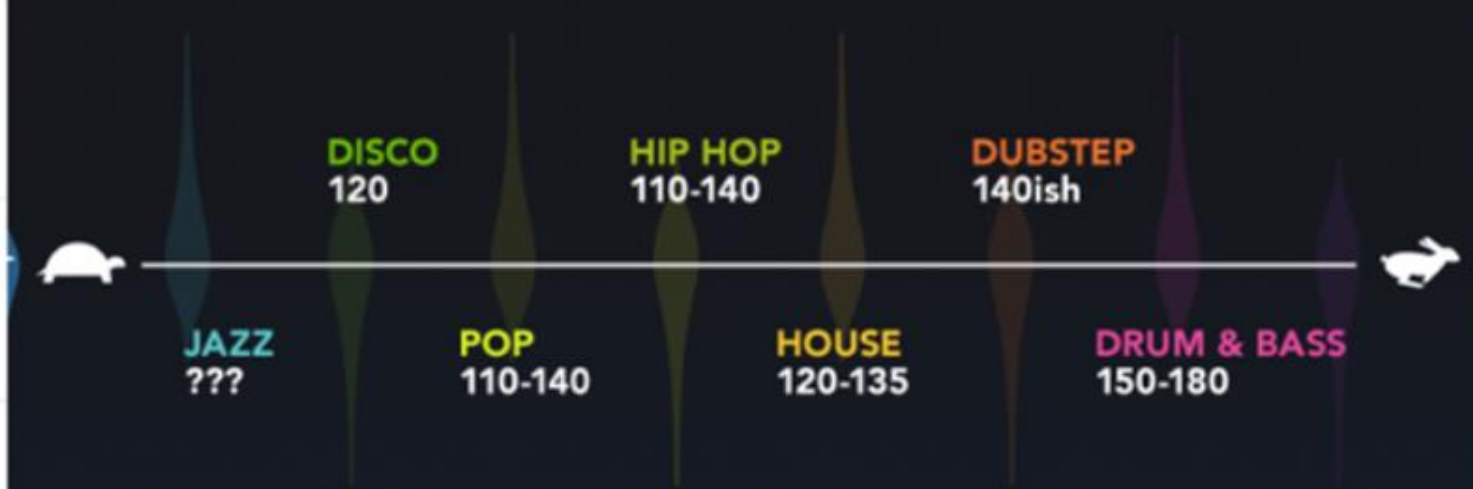 DISCO
120
HIP HOP
110-140
DUBSTEP
140ish
JAZZ
???
POP
110-140
HOUSE
120-135
DRUM & BASS
150-180